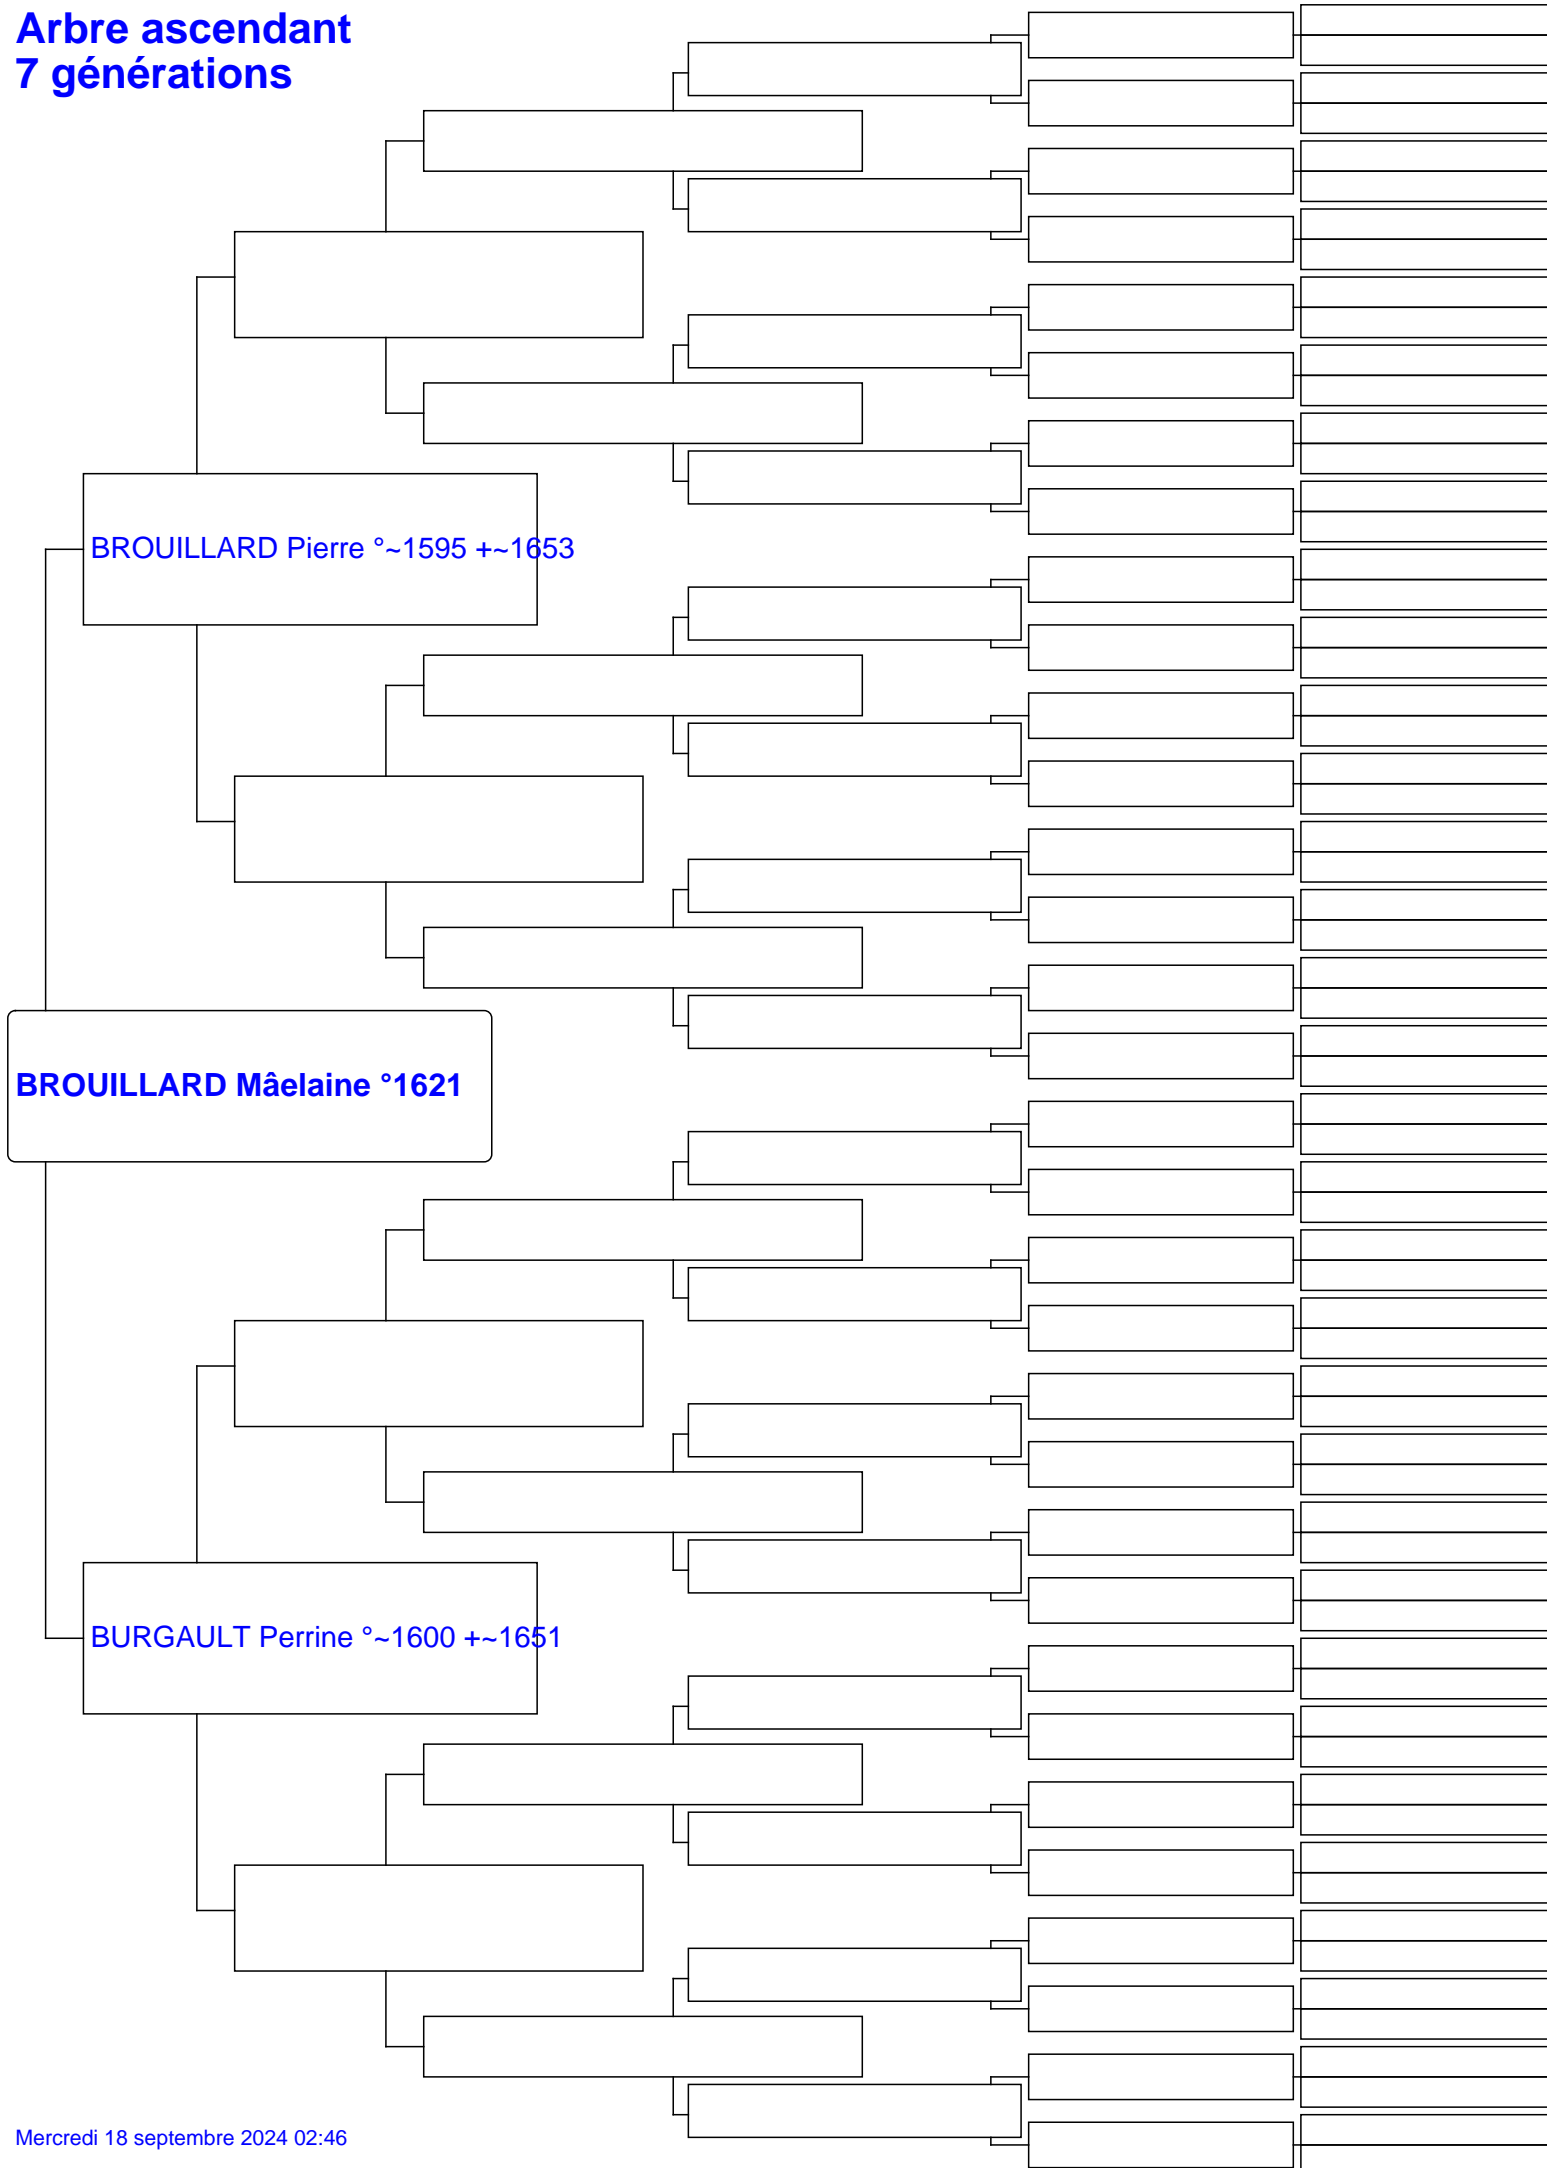 Arbre ascendant
7 générations
BROUILLARD Pierre °~1595 +~1653
BROUILLARD Mâelaine °1621
BURGAULT Perrine °~1600 +~1651
Mercredi 18 septembre 2024 02:46